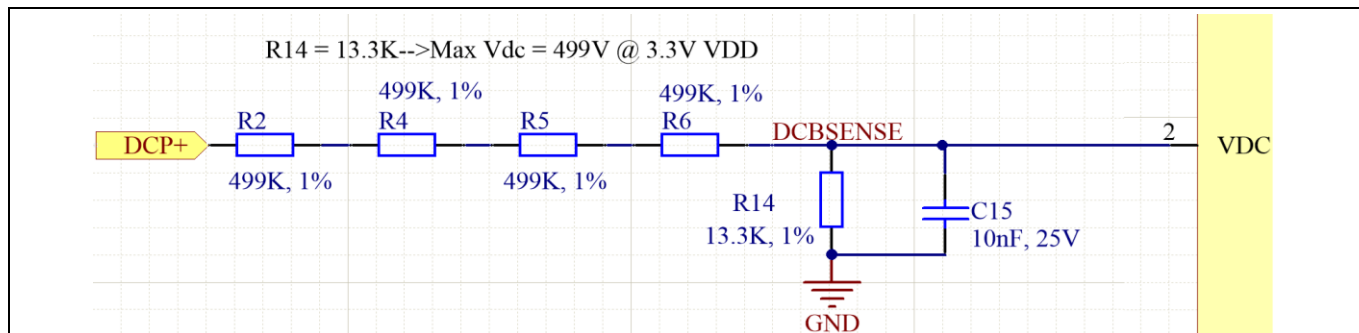 R14 = 13.3K-->Max Vdc = 499V @ 3.3V VDD
499K, 1%
499K, 1%
R2
R4
R5
R6
DCBSENSE
2
DCP+
VDC
499K, 1%
499K, 1%
R14
13.3K, 1%
C15
10nF, 25V
GND